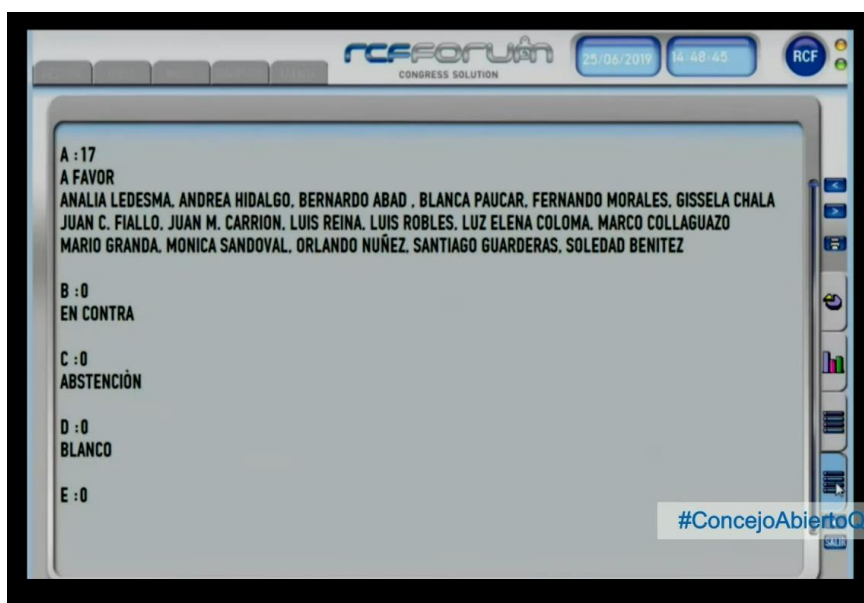 RCFFORUM
CONGRESS SOLUTION
25/06/2019
14:48:45
RCF
A :17
A FAVOR
ANALIA LEDESMA, ANDREA HIDALGO, BERNARDO ABAD , BLANCA PAUCAR, FERNANDO MORALES, GISSELA CHALA
JUAN C. FIALLO, JUAN M. CARRION, LUIS REINA, LUIS ROBLES, LUZ ELENA COLOMA, MARCO COLLAGUAZO
MARIO GRANDA, MONICA SANDOVAL, ORLANDO NUÑEZ, SANTIAGO GUARDERAS, SOLEDAD BENITEZ
B :0
EN CONTRA
C :0
ABSTENCIÒN
D :0
BLANCO
E :0
#ConcejoAbiertoQ
SALIR